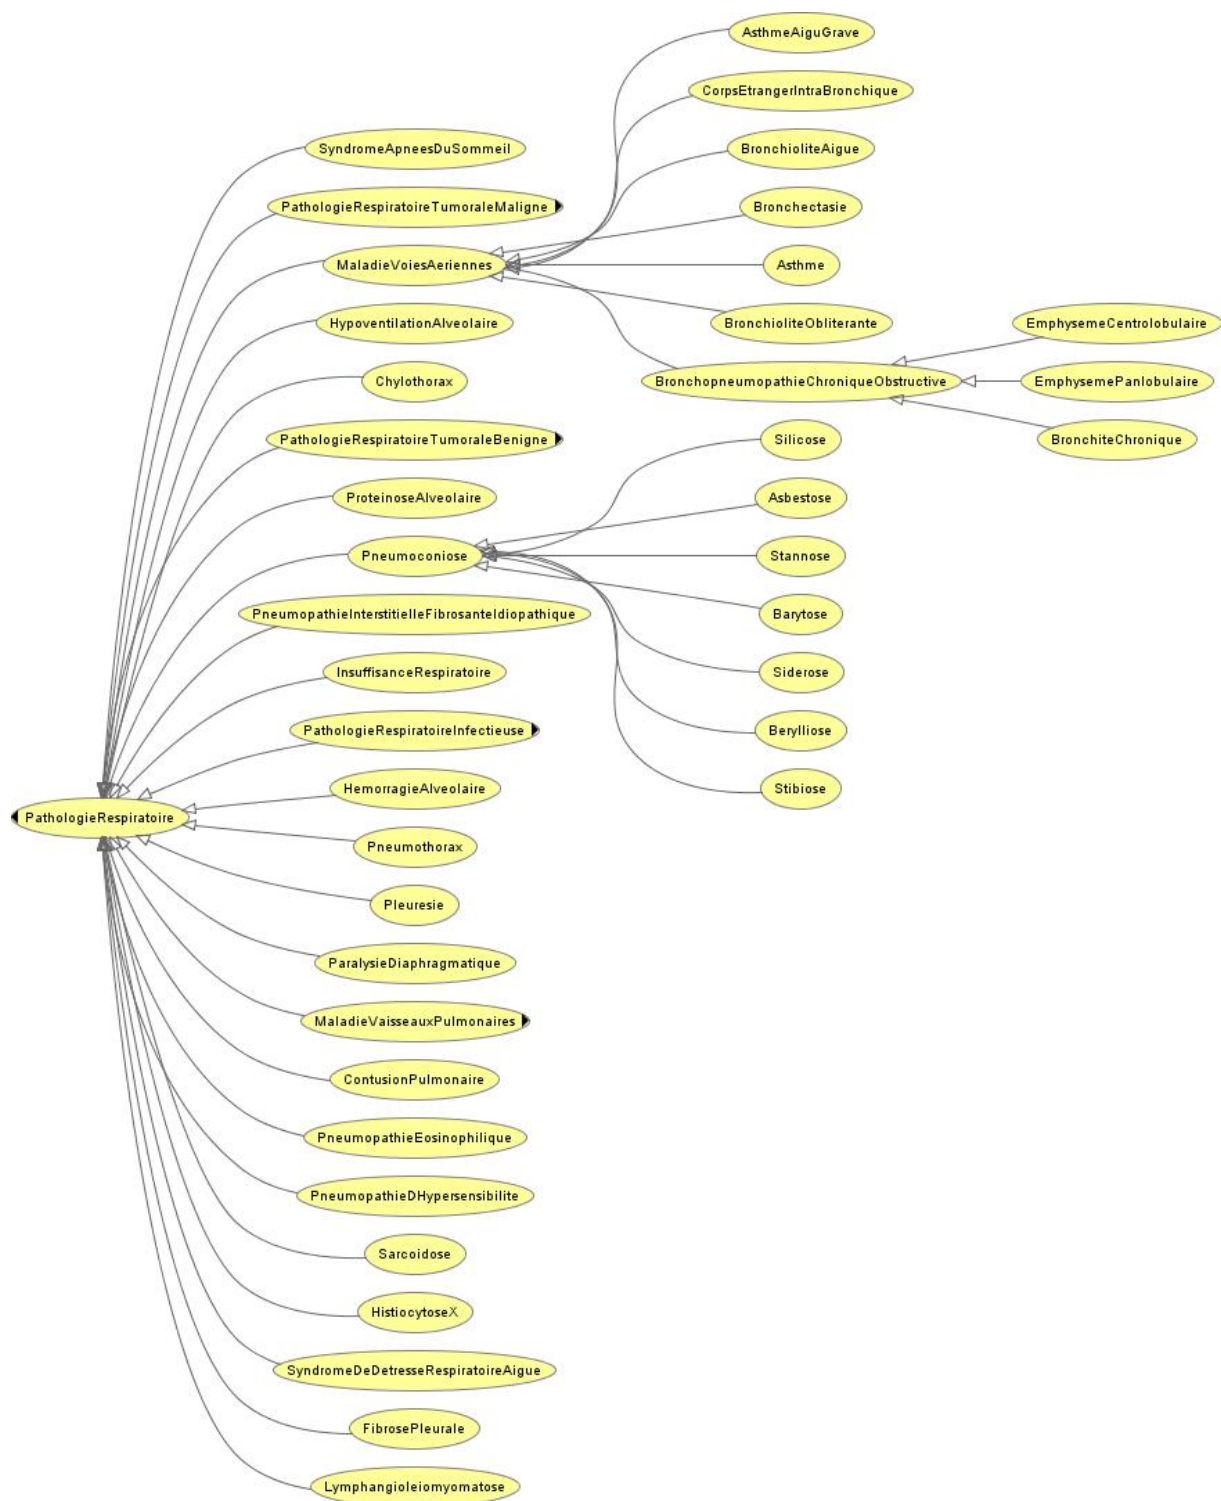 AsthmeAiguGrave
CorpsEtrangerIntraBronchique
SyndromeApneesDuSommeil
BronchioliteAigue
PathologieRespiratoireTumoraleMaligne
Bronchectasie
MaladieVoiesAeriennes
Asthme
HypoventilationAlveolaire
BronchioliteObliterante
EmphysemeCentrolobulaire
Chylothorax
BronchopneumopathieChroniqueObstructive
EmphysemePanlobulaire
PathologieRespiratoireTumoraleBenigne
Silicose
BronchiteChronique
ProteinoseAlveolaire
Asbestose
Pneumoconiose
Stannose
PneumopathieInterstitielleFibrosanteIdiopathique
Barytose
InsuffisanceRespiratoire
Siderose
PathologieRespiratoireInfectieuse
Berylliose
HemorragieAlveolaire
Stibiose
PathologieRespiratoire
Pneumothorax
Pleuresie
ParalysieDiaphragmatique
MaladieVaisseauxPulmonaires
ContusionPulmonaire
PneumopathieEosinophilique
PneumopathieDHypersensibilite
Sarcoidose
HistiocytoseX
SyndromeDeDetresseRespiratoireAigue
FibrosePleurale
Lymphangioleiomyomatose